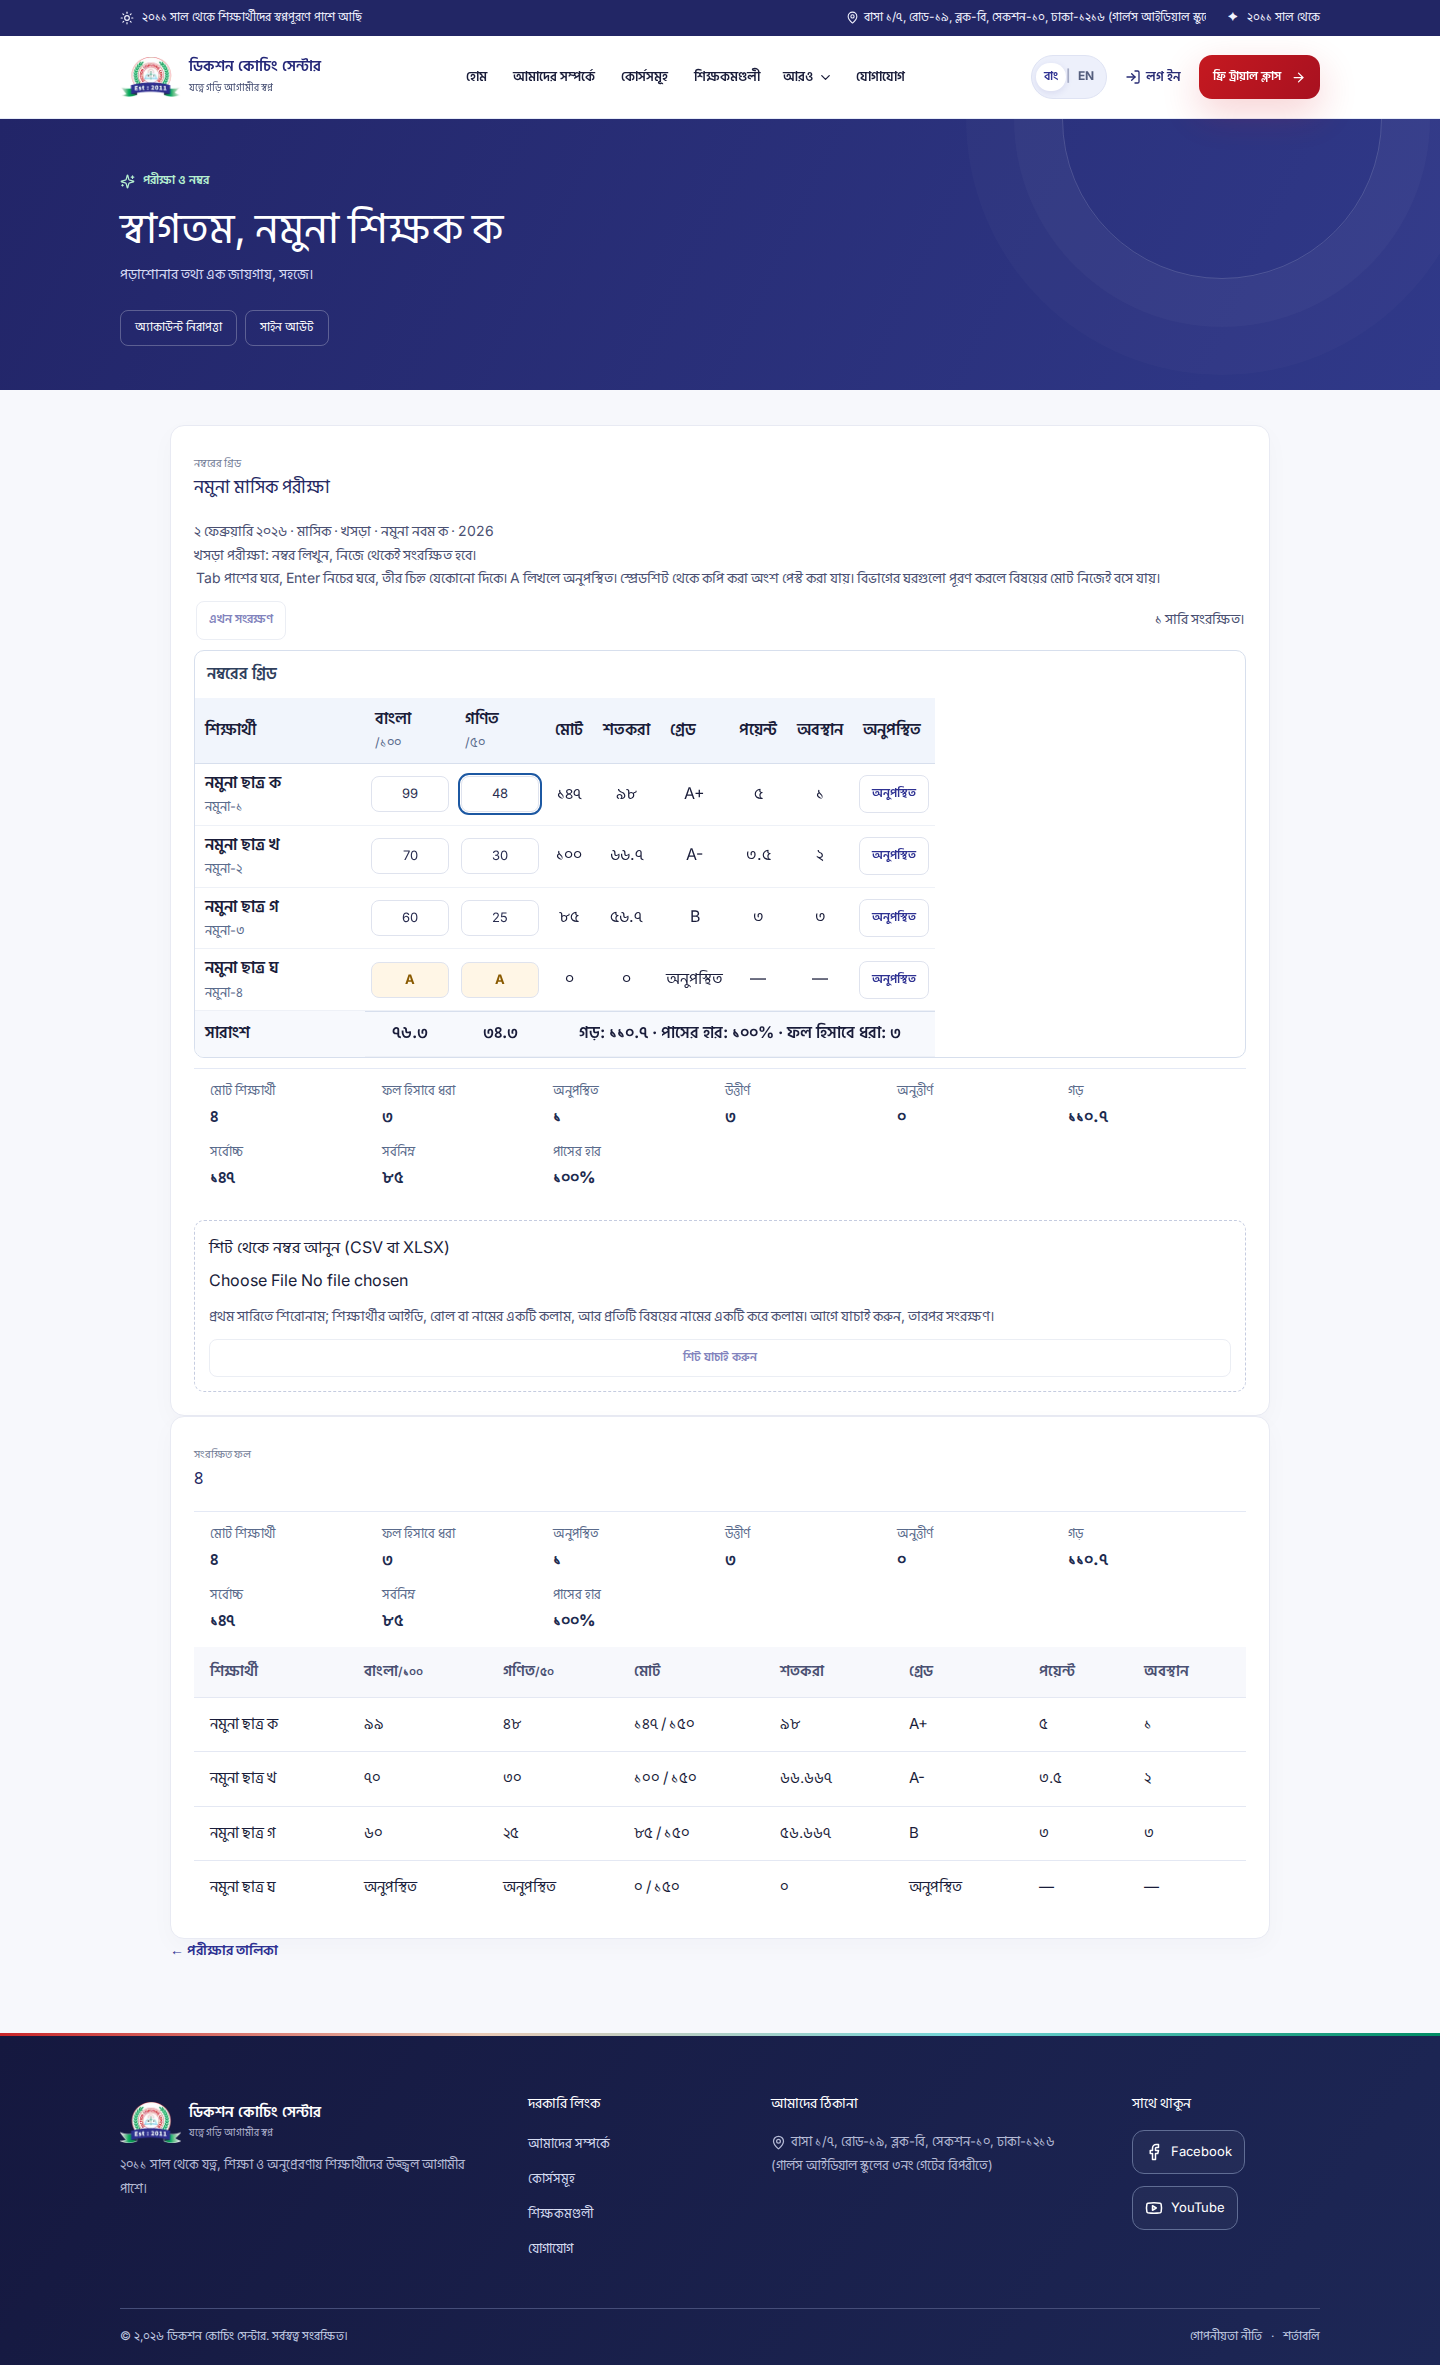 ২০১১ সাল থেকে শিক্ষার্থীদের স্বপ্নপূরণে পাশে আছি
বাসা ১/৭, রোড-১৯, ব্লক-বি, সেকশন-১০, ঢাকা-১২১৬ (গার্লস আইডিয়াল
✦ ২০১১ সাল থেকে
ডিকশন কোচিং সেন্টার
যত্নে গড়ি আগামীর স্বপ্ন
Est : 2011
হোম আমাদের সম্পর্কে কোর্সসমূহ শিক্ষকমণ্ডলী আরও যোগাযোগ
বাং | EN লগ ইন ফ্রি ট্রায়াল ক্লাস →
পরীক্ষা ও নম্বর
স্বাগতম, নমুনা শিক্ষক ক
পড়াশোনার তথ্য এক জায়গায়, সহজে।
অ্যাকাউন্ট নিরাপত্তা সাইন আউট
নম্বরের গ্রিড
নমুনা মাসিক পরীক্ষা
২ ফেব্রুয়ারি ২০২৬ · মাসিক · খসড়া · নমুনা নবম ক · 2026
খসড়া পরীক্ষা: নম্বর লিখুন, নিজে থেকেই সংরক্ষিত হবে।
Tab পাশের ঘরে, Enter নিচের ঘরে, তীর চিহ্ন যেকোনো দিকে। A লিখলে অনুপস্থিত। স্প্রেডশিট থেকে কপি করা অংশ পেস্ট করা যায়। বিভাগের ঘরগুলো পূরণ করলে বিষয়ের মোট নিজেই বসে যায়।
এখন সংরক্ষণ ১ সারি সংরক্ষিত।
নম্বরের গ্রিড
শিক্ষার্থী বাংলা /১০০ গণিত /৫০ মোট শতকরা গ্রেড পয়েন্ট অবস্থান অনুপস্থিত
নমুনা ছাত্র ক 99 48 ১৪৭ ৯৮ A+ ৫ ১ অনুপস্থিত
নমুনা-১
নমুনা ছাত্র খ 70 30 ১০০ ৬৬.৭ A- ৩.৫ ২ অনুপস্থিত
নমুনা-২
নমুনা ছাত্র গ 60 25 ৮৫ ৫৬.৭ B ৩ ৩ অনুপস্থিত
নমুনা-৩
নমুনা ছাত্র ঘ A A ০ ০ অনুপস্থিত — — অনুপস্থিত
নমুনা-৪
সারাংশ ৭৬.৩ ৩৪.৩ গড়: ১১০.৭ · পাসের হার: ১০০% · ফল হিসাবে ধরা: ৩
মোট শিক্ষার্থী ফল হিসাবে ধরা অনুপস্থিত উত্তীর্ণ অনুত্তীর্ণ গড়
৪ ৩ ১ ৩ ০ ১১০.৭
সর্বোচ্চ সর্বনিম্ন পাসের হার
১৪৭ ৮৫ ১০০%
শিট থেকে নম্বর আনুন (CSV বা XLSX)
Choose File No file chosen
প্রথম সারিতে শিরোনাম; শিক্ষার্থীর আইডি, রোল বা নামের একটি কলাম, আর প্রতিটি বিষয়ের নামের একটি করে কলাম। আগে যাচাই করুন, তারপর সংরক্ষণ।
শিট যাচাই করুন
সংরক্ষিত ফল
৪
মোট শিক্ষার্থী ফল হিসাবে ধরা অনুপস্থিত উত্তীর্ণ অনুত্তীর্ণ গড়
৪ ৩ ১ ৩ ০ ১১০.৭
সর্বোচ্চ সর্বনিম্ন পাসের হার
১৪৭ ৮৫ ১০০%
শিক্ষার্থী বাংলা/১০০ গণিত/৫০ মোট শতকরা গ্রেড পয়েন্ট অবস্থান
নমুনা ছাত্র ক ৯৯ ৪৮ ১৪৭ / ১৫০ ৯৮ A+ ৫ ১
নমুনা ছাত্র খ ৭০ ৩০ ১০০ / ১৫০ ৬৬.৬৬৭ A- ৩.৫ ২
নমুনা ছাত্র গ ৬০ ২৫ ৮৫ / ১৫০ ৫৬.৬৬৭ B ৩ ৩
নমুনা ছাত্র ঘ অনুপস্থিত অনুপস্থিত ০ / ১৫০ ০ অনুপস্থিত — —
← পরীক্ষার তালিকা
ডিকশন কোচিং সেন্টার
যত্নে গড়ি আগামীর স্বপ্ন
Est : 2011
২০১১ সাল থেকে যত্ন, শিক্ষা ও অনুপ্রেরণায় শিক্ষার্থীদের উজ্জ্বল আগামীর
পাশে।
দরকারি লিংক
আমাদের সম্পর্কে
কোর্সসমূহ
শিক্ষকমণ্ডলী
যোগাযোগ
আমাদের ঠিকানা
বাসা ১/৭, রোড-১৯, ব্লক-বি, সেকশন-১০, ঢাকা-১২১৬
(গার্লস আইডিয়াল স্কুলের ৩নং গেটের বিপরীতে)
সাথে থাকুন
Facebook
YouTube
© ২,০২৬ ডিকশন কোচিং সেন্টার. সর্বস্বত্ব সংরক্ষিত।
গোপনীয়তা নীতি · শর্তাবলি